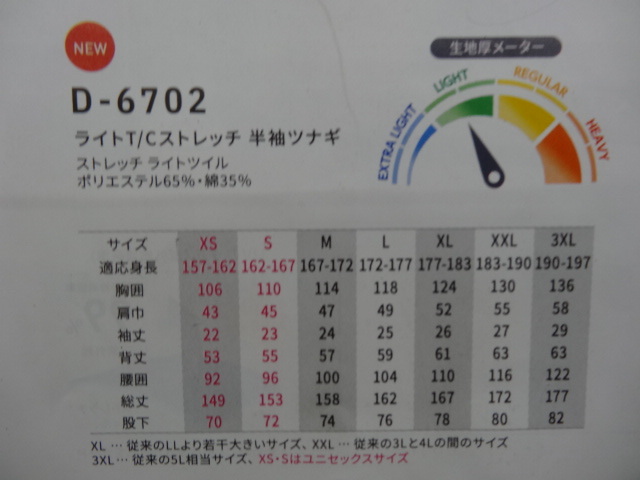 NEW
生地厚メーター
D-6702
ライトT/Cストレッチ 半袖ツナギ
ストレッチ ライトツイル
ポリエステル65%・綿35%
EXTRA LIGHT
LIGHT
REGULAR
HEAVY
サイズ XS S M L XL XXL 3XL
適応身長 157-162 162-167 167-172 172-177 177-183 183-190 190-197
胸囲 106 110 114 118 124 130 136
肩巾 43 45 47 49 52 55 58
袖丈 22 23 24 25 26 27 29
背丈 53 55 57 59 61 63 63
腰囲 92 96 100 104 110 116 122
総丈 149 153 158 162 167 172 177
股下 70 72 74 76 78 80 82
XL … 従来のLLより若干大きいサイズ、XXL … 従来の3Lと4Lの間のサイズ
3XL … 従来の5L相当サイズ、XS・Sはユニセックスサイズ